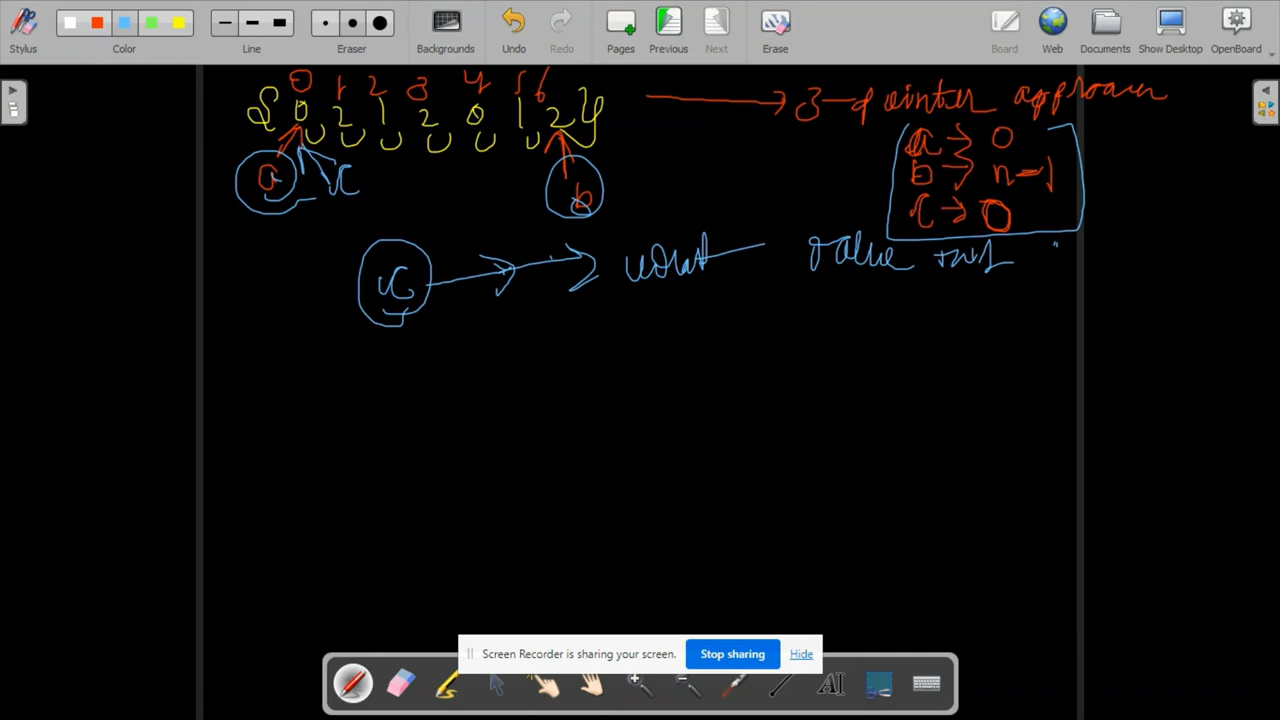 Stylus Color Line Eraser Backgrounds Undo Redo Pages Previous Next Erase Board Web Documents Show Desktop OpenBoard
0 1 2 3 4 5 6
{ 0 2 1 2 0 1 2 } → 3-pointer approach
a → 0
b → n-1
c → 0
a c b
c → what value
Screen Recorder is sharing your screen. Stop sharing Hide
AI